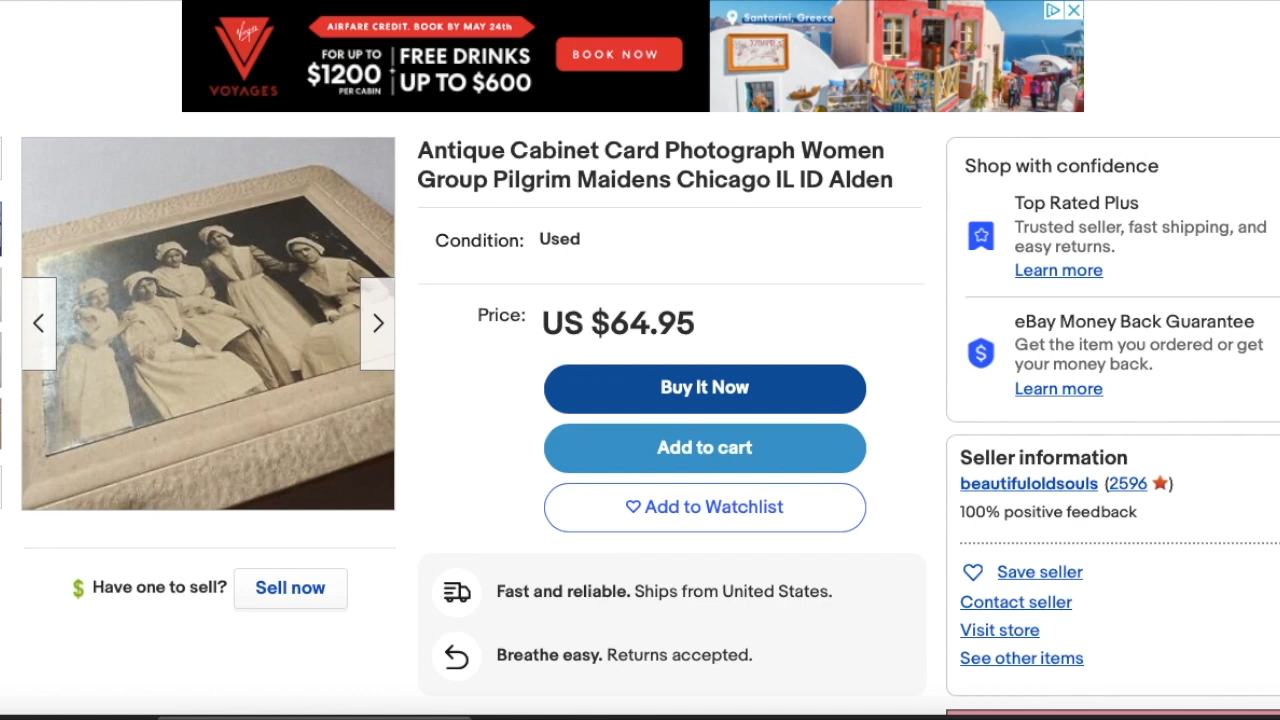 Virgin
VOYAGES
AIRFARE CREDIT. BOOK BY MAY 24th
FOR UP TO
$1200
PER CABIN
+
FREE DRINKS
UP TO $600
BOOK NOW
Santorini, Greece
Antique Cabinet Card Photograph Women
Group Pilgrim Maidens Chicago IL ID Alden
Condition: Used
Price: US $64.95
Buy It Now
Add to cart
Add to Watchlist
Fast and reliable. Ships from United States.
Breathe easy. Returns accepted.
$ Have one to sell? Sell now
Shop with confidence
Top Rated Plus
Trusted seller, fast shipping, and
easy returns.
Learn more
$
eBay Money Back Guarantee
Get the item you ordered or get
your money back.
Learn more
Seller information
beautifuloldsouls (2596 ★)
100% positive feedback
Save seller
Contact seller
Visit store
See other items